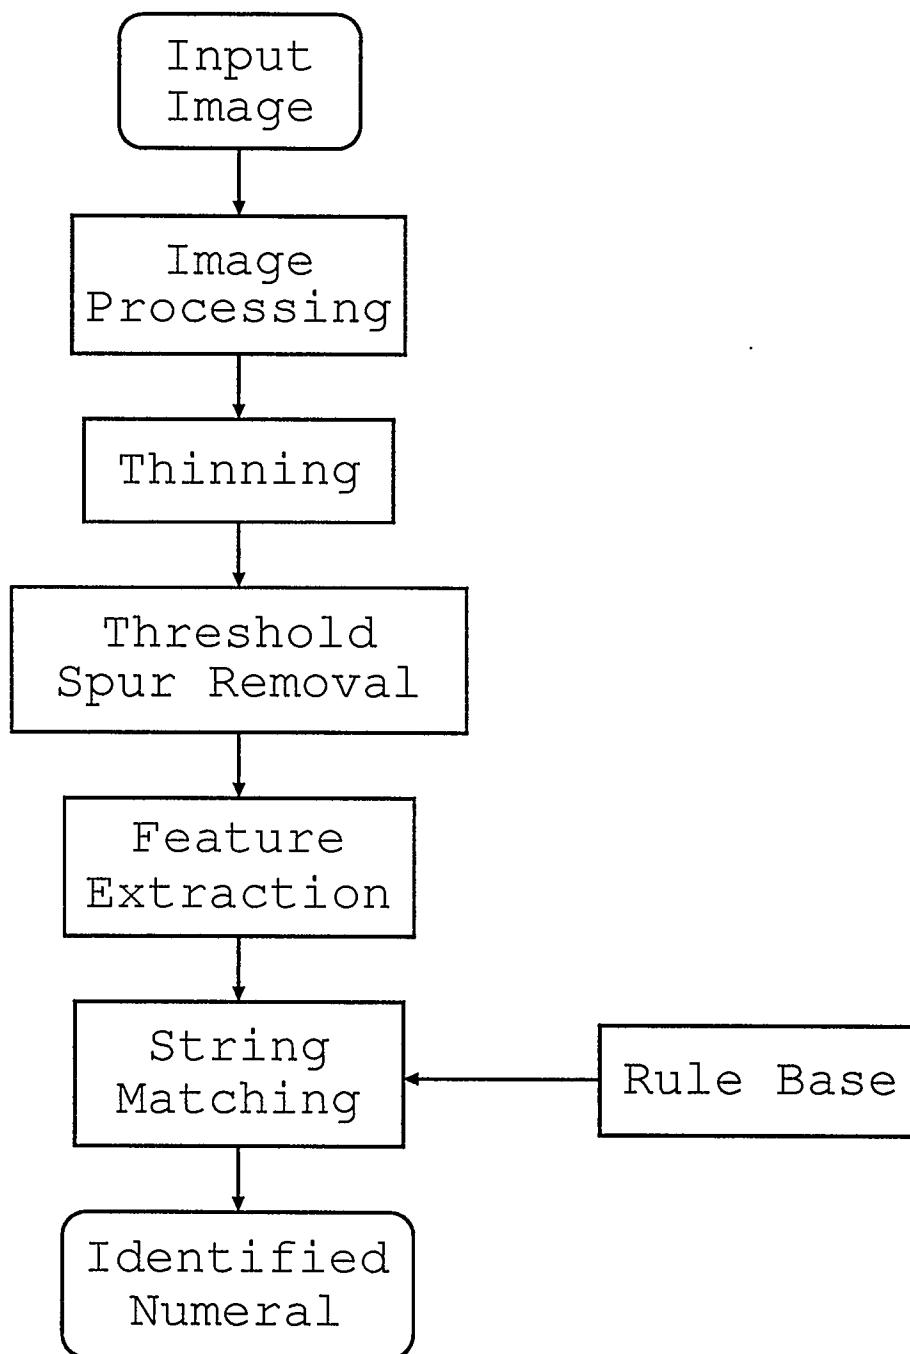 Input
Image
Image
Processing
Thinning
Threshold
Spur Removal
Feature
Extraction
String
Matching
Rule Base
Identified
Numeral